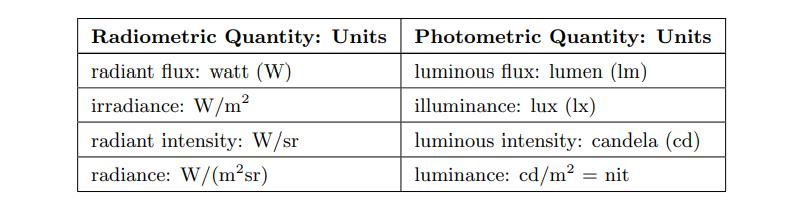 Radiometric Quantity: Units Photometric Quantity: Units
radiant flux: watt (W) luminous flux: lumen (lm)
irradiance: W/m² illuminance: lux (lx)
radiant intensity: W/sr luminous intensity: candela (cd)
radiance: W/(m²sr) luminance: cd/m² = nit